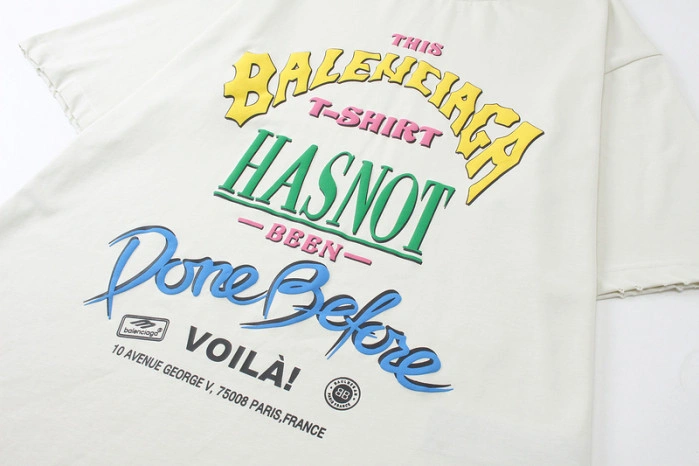 THIS
BALENCIAGA
T-SHIRT
HASNOT
BEEN
Done Before
balenciaga
VOILÀ!
10 AVENUE GEORGE V, 75008 PARIS,FRANCE
BB